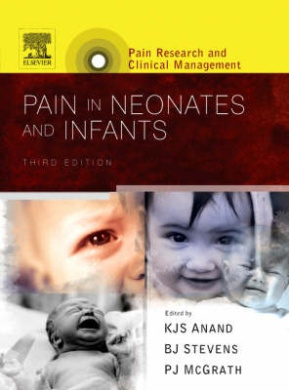 ELSEVIER
Pain Research and
Clinical Management
PAIN IN NEONATES
AND INFANTS
THIRD EDITION
Edited by
KJS ANAND
BJ STEVENS
PJ MCGRATH